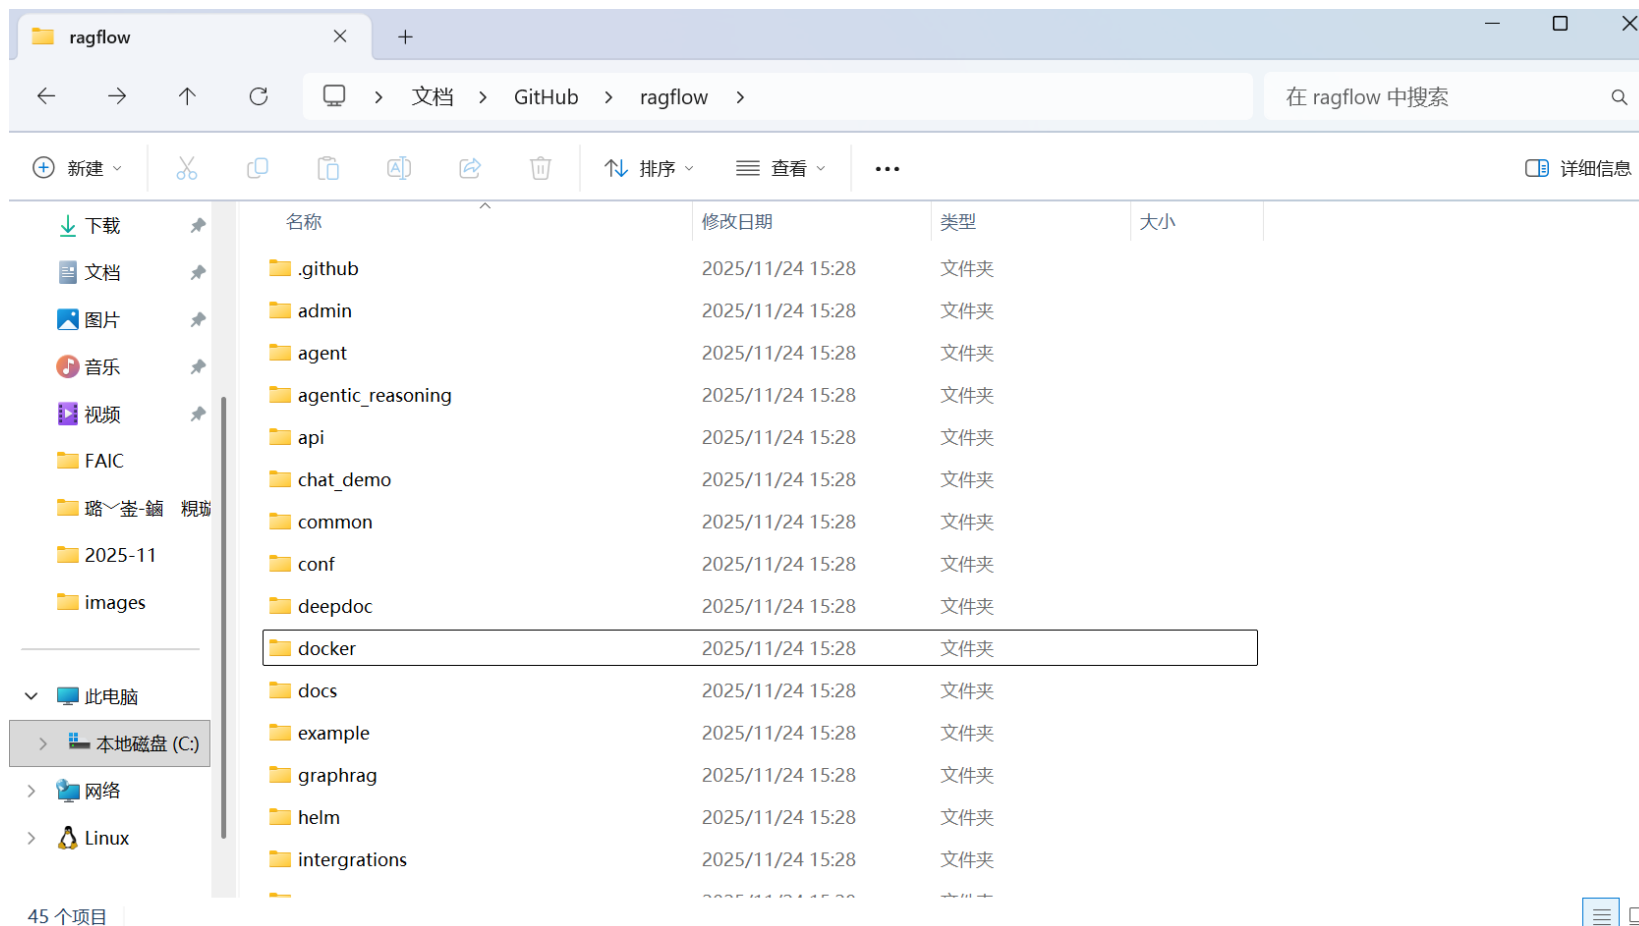 ragflow
文档 GitHub ragflow
在 ragflow 中搜索
新建 排序 查看 详细信息
下载
文档
图片
音乐
视频
FAIC
2025-11
images
此电脑
本地磁盘 (C:)
网络
Linux
名称 修改日期 类型 大小
.github 2025/11/24 15:28 文件夹
admin 2025/11/24 15:28 文件夹
agent 2025/11/24 15:28 文件夹
agentic_reasoning 2025/11/24 15:28 文件夹
api 2025/11/24 15:28 文件夹
chat_demo 2025/11/24 15:28 文件夹
common 2025/11/24 15:28 文件夹
conf 2025/11/24 15:28 文件夹
deepdoc 2025/11/24 15:28 文件夹
docker 2025/11/24 15:28 文件夹
docs 2025/11/24 15:28 文件夹
example 2025/11/24 15:28 文件夹
graphrag 2025/11/24 15:28 文件夹
helm 2025/11/24 15:28 文件夹
intergrations 2025/11/24 15:28 文件夹
45 个项目